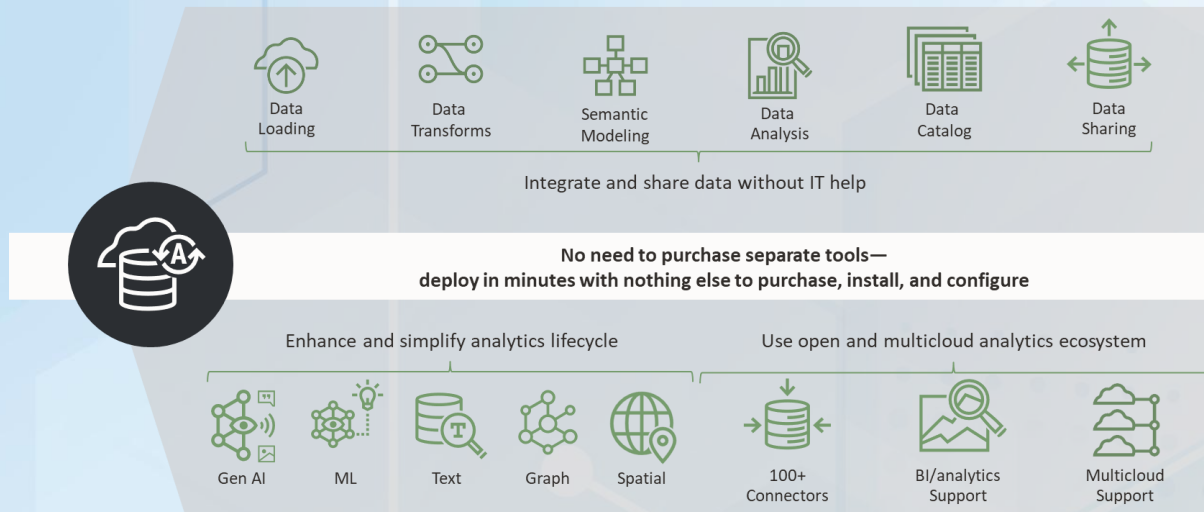 Data
Loading
Data
Transforms
Semantic
Modeling
Data
Analysis
Data
Catalog
Data
Sharing
Integrate and share data without IT help
A
No need to purchase separate tools—
deploy in minutes with nothing else to purchase, install, and configure
Enhance and simplify analytics lifecycle
Use open and multicloud analytics ecosystem
T
Gen AI
ML
Text
Graph
Spatial
100+
Connectors
BI/analytics
Support
Multicloud
Support